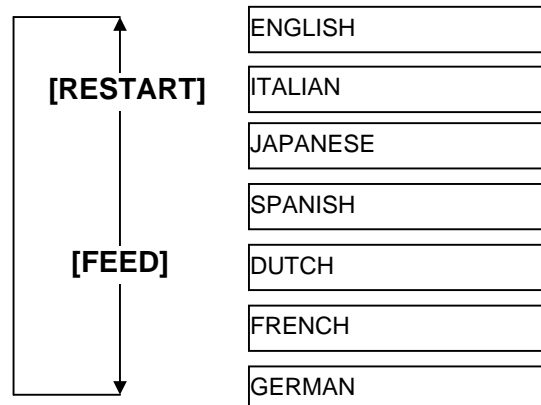 ENGLISH
[RESTART]
ITALIAN
JAPANESE
SPANISH
[FEED]
DUTCH
FRENCH
GERMAN